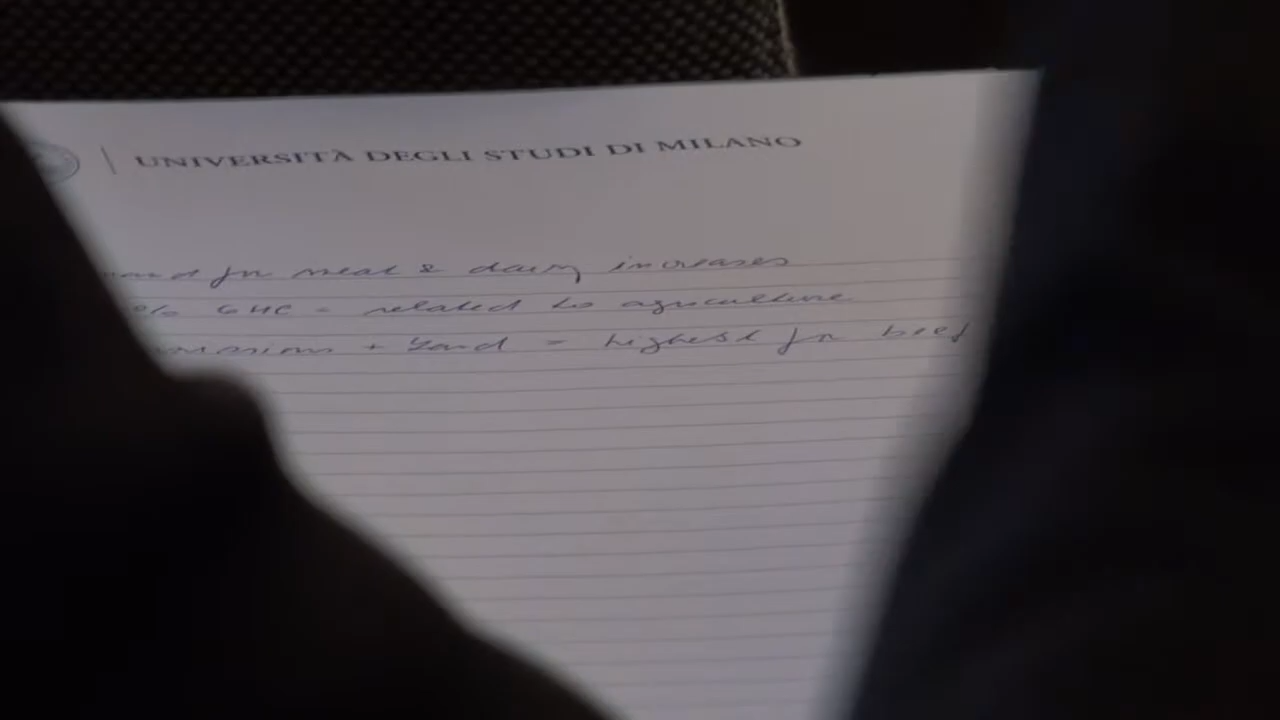 UNIVERSITÀ DEGLI STUDI DI MILANO
for meat & dairy increases
% GHG - related to agriculture
+ land - highest for beef